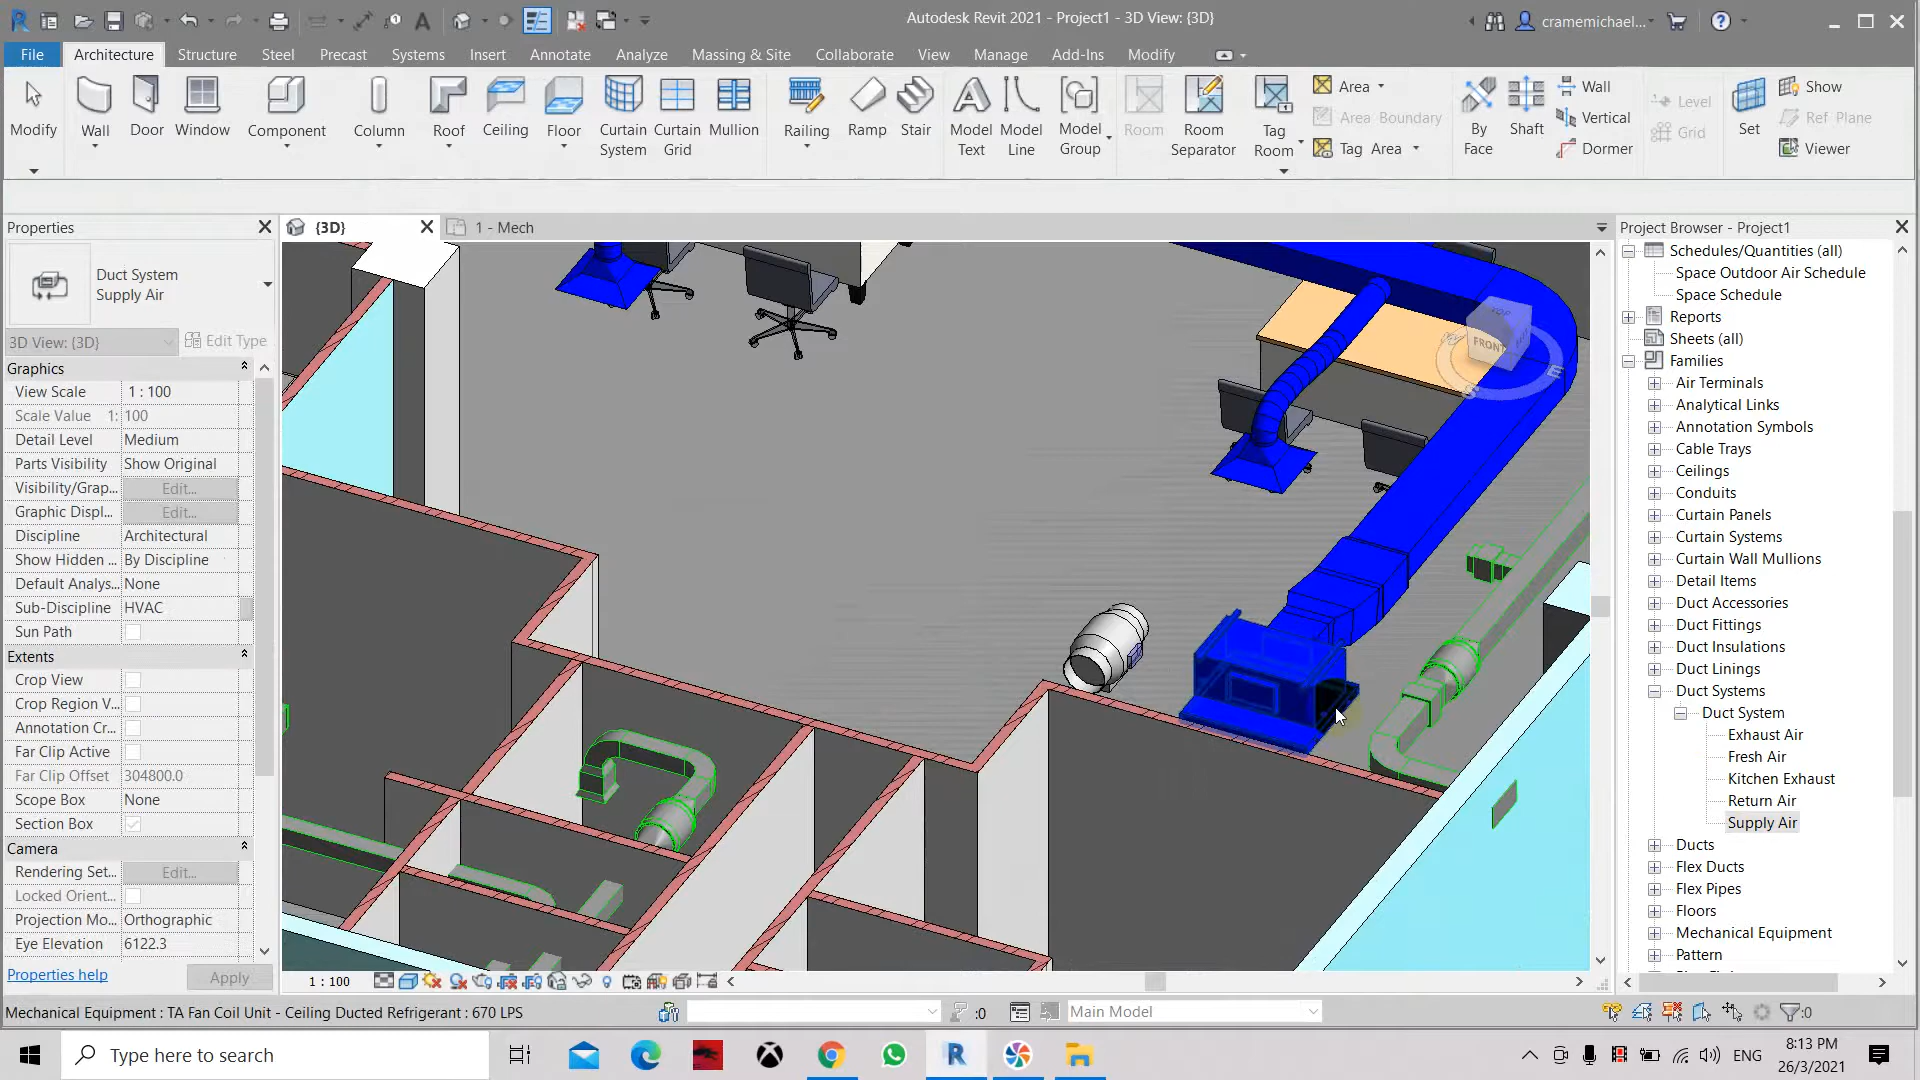 Autodesk Revit 2021 - Project1 - 3D View: {3D}
cramemichael...
File Architecture Structure Steel Precast Systems Insert Annotate Analyze Massing & Site Collaborate View Manage Add-Ins Modify
Modify
Wall
Door
Window
Component
Column
Roof
Ceiling
Floor
Curtain System
Curtain Grid
Mullion
Railing
Ramp
Stair
Model Text
Model Line
Model Group
Room
Room Separator
Tag Room
Area
Area Boundary
Tag Area
By Face
Shaft
Wall
Vertical
Dormer
Level
Grid
Set
Show
Ref Plane
Viewer
Properties
Duct System
Supply Air
3D View: {3D}
Edit Type
Graphics
View Scale 1 : 100
Scale Value 1: 100
Detail Level Medium
Parts Visibility Show Original
Visibility/Grap... Edit...
Graphic Displ... Edit...
Discipline Architectural
Show Hidden ... By Discipline
Default Analys... None
Sub-Discipline HVAC
Sun Path
Extents
Crop View
Crop Region V...
Annotation Cr...
Far Clip Active
Far Clip Offset 304800.0
Scope Box None
Section Box
Camera
Rendering Set... Edit...
Locked Orient...
Projection Mo... Orthographic
Eye Elevation 6122.3
Properties help
Apply
{3D}
1 - Mech
TOP
FRONT
E
S
1 : 100
Project Browser - Project1
Schedules/Quantities (all)
Space Outdoor Air Schedule
Space Schedule
Reports
Sheets (all)
Families
Air Terminals
Analytical Links
Annotation Symbols
Cable Trays
Ceilings
Conduits
Curtain Panels
Curtain Systems
Curtain Wall Mullions
Detail Items
Duct Accessories
Duct Fittings
Duct Insulations
Duct Linings
Duct Systems
Duct System
Exhaust Air
Fresh Air
Kitchen Exhaust
Return Air
Supply Air
Ducts
Flex Ducts
Flex Pipes
Floors
Mechanical Equipment
Pattern
Mechanical Equipment : TA Fan Coil Unit - Ceiling Ducted Refrigerant : 670 LPS
:0
Main Model
:0
Type here to search
ENG
8:13 PM
26/3/2021